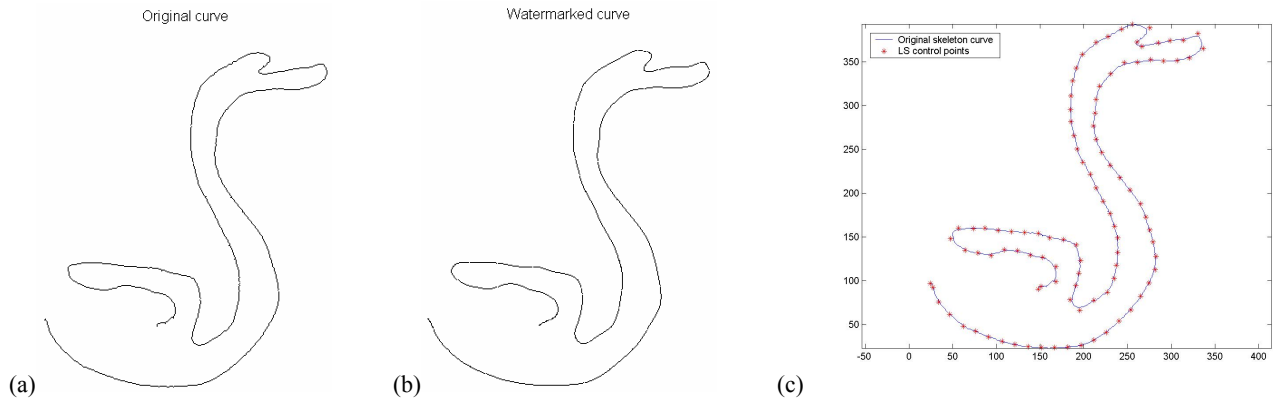 Original curve
Watermarked curve
Original skeleton curve
LS control points
350
300
250
200
150
100
50
-50 0 50 100 150 200 250 300 350 400
(a)
(b)
(c)